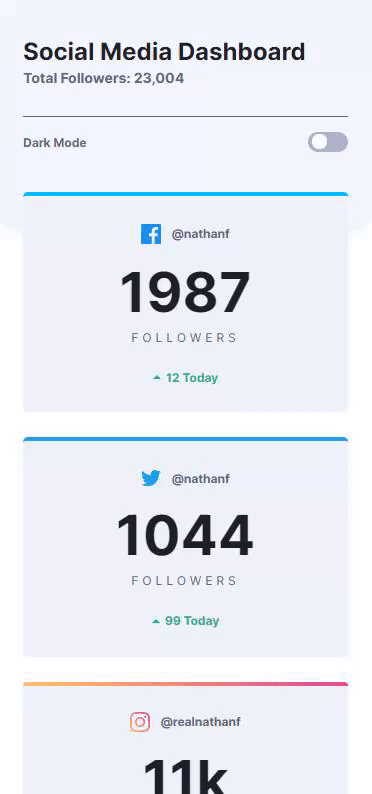 Social Media Dashboard
Total Followers: 23,004
Dark Mode
@nathanf
1987
FOLLOWERS
12 Today
@nathanf
1044
FOLLOWERS
99 Today
@realnathanf
11k